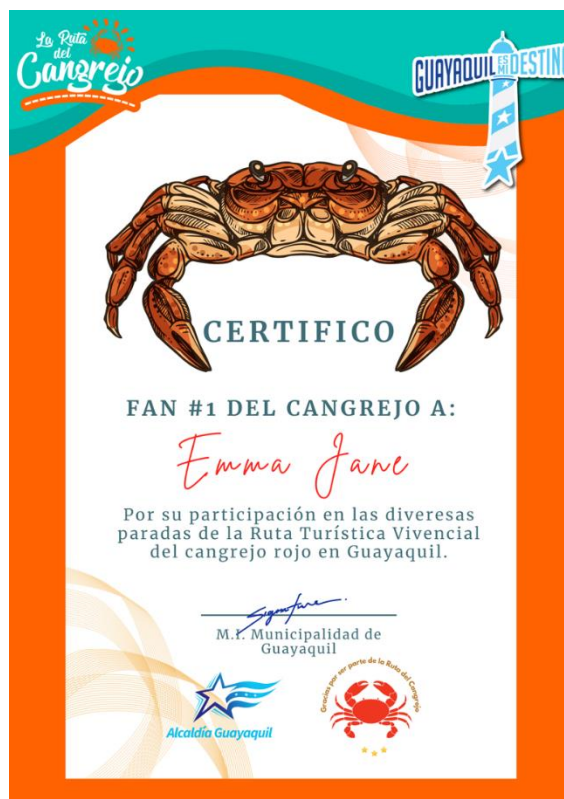 La Ruta
del
Cangrejo
GUAYAQUIL ES MI DESTINO
CERTIFICO
FAN #1 DEL CANGREJO A:
Emma Jane
Por su participación en las diveresas
paradas de la Ruta Turística Vivencial
del cangrejo rojo en Guayaquil.
Signature
M.I. Municipalidad de
Guayaquil
Alcaldía Guayaquil
Gracias por ser parte de la Ruta del Cangrejo